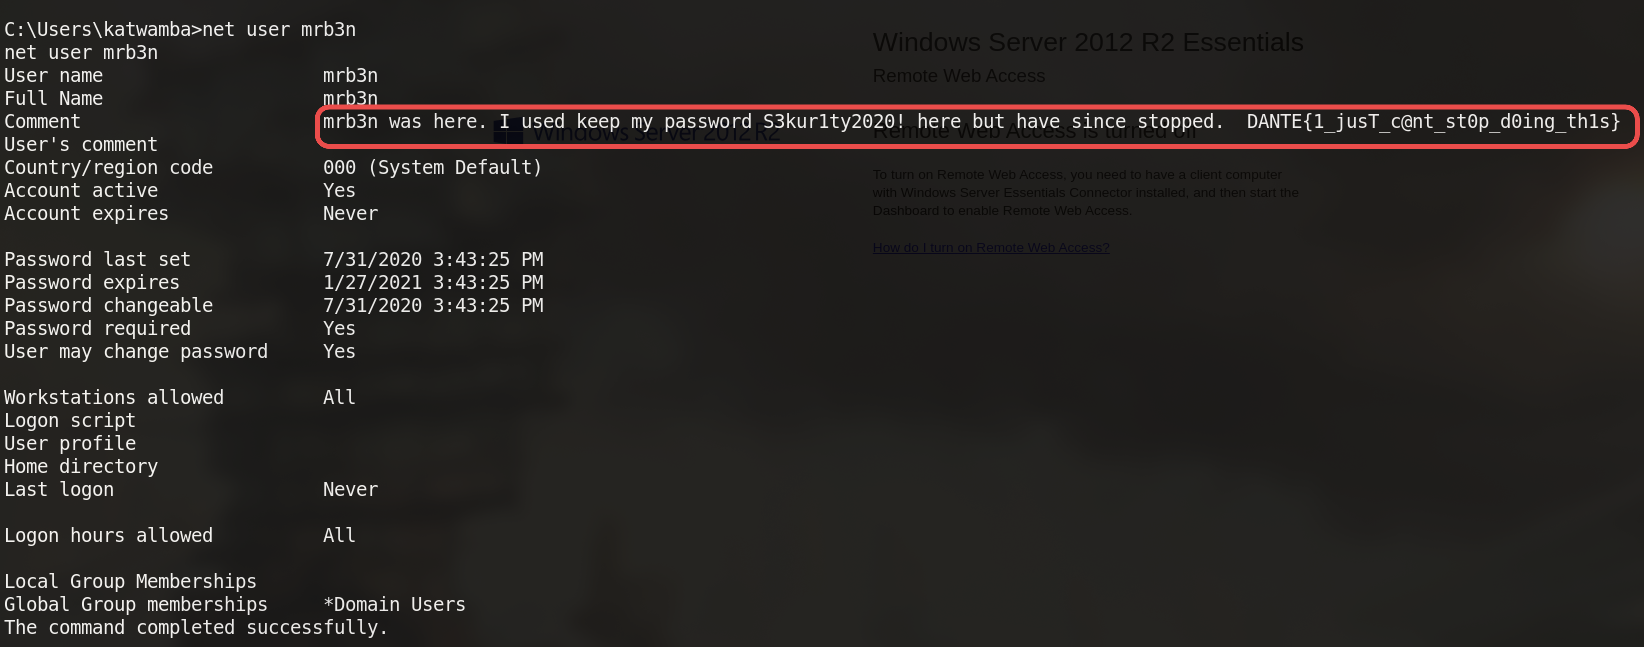 C:\Users\katwamba>net user mrb3n
net user mrb3n
User name                    mrb3n
Full Name                    mrb3n
Comment                      mrb3n was here. I used keep my password S3kur1ty2020! here but have since stopped.  DANTE{1_jusT_c@nt_st0p_d0ing_th1s}
User's comment
Country/region code          000 (System Default)
Account active               Yes
Account expires              Never
Password last set            7/31/2020 3:43:25 PM
Password expires             1/27/2021 3:43:25 PM
Password changeable          7/31/2020 3:43:25 PM
Password required            Yes
User may change password     Yes
Workstations allowed         All
Logon script
User profile
Home directory
Last logon                   Never
Logon hours allowed          All
Local Group Memberships
Global Group memberships     *Domain Users
The command completed successfully.
Windows Server 2012 R2 Essentials
Remote Web Access
Windows Server 2012 R2
Remote Web Access is turned off
To turn on Remote Web Access, you need to have a client computer
with Windows Server Essentials Connector installed, and then start the
Dashboard to enable Remote Web Access.
How do I turn on Remote Web Access?